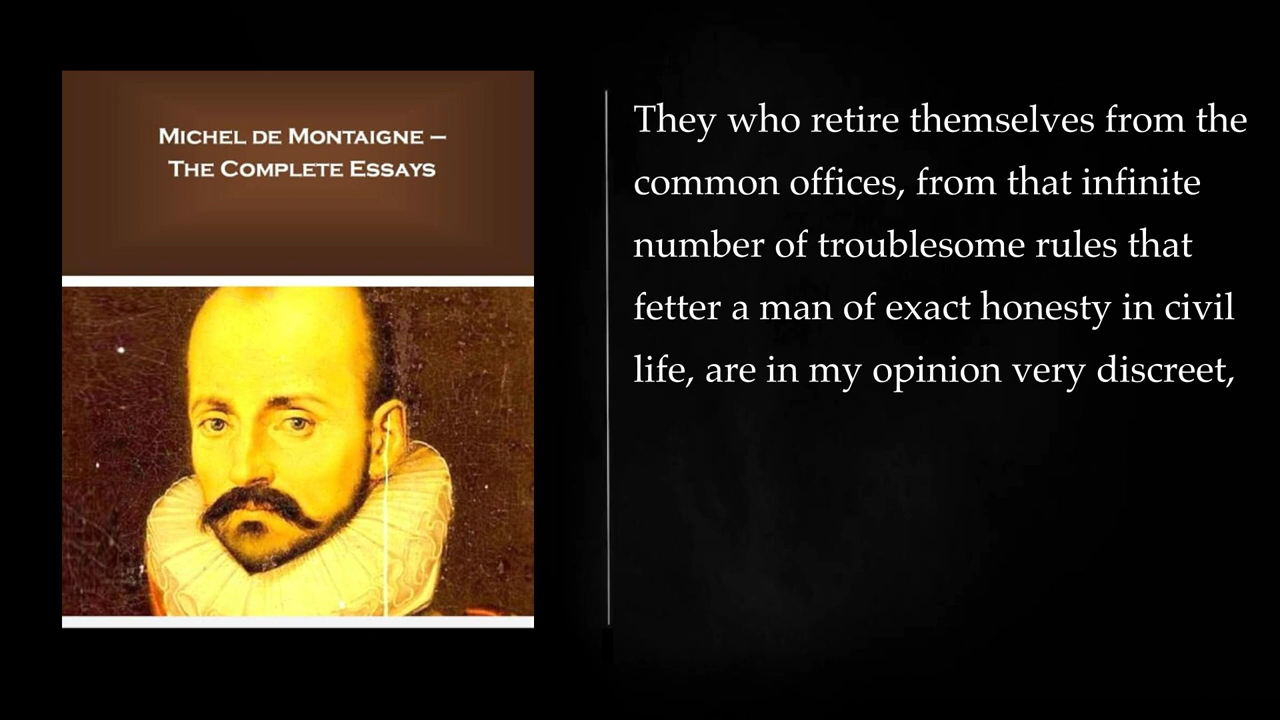 MICHEL DE MONTAIGNE –
THE COMPLETE ESSAYS
They who retire themselves from the
common offices, from that infinite
number of troublesome rules that
fetter a man of exact honesty in civil
life, are in my opinion very discreet,